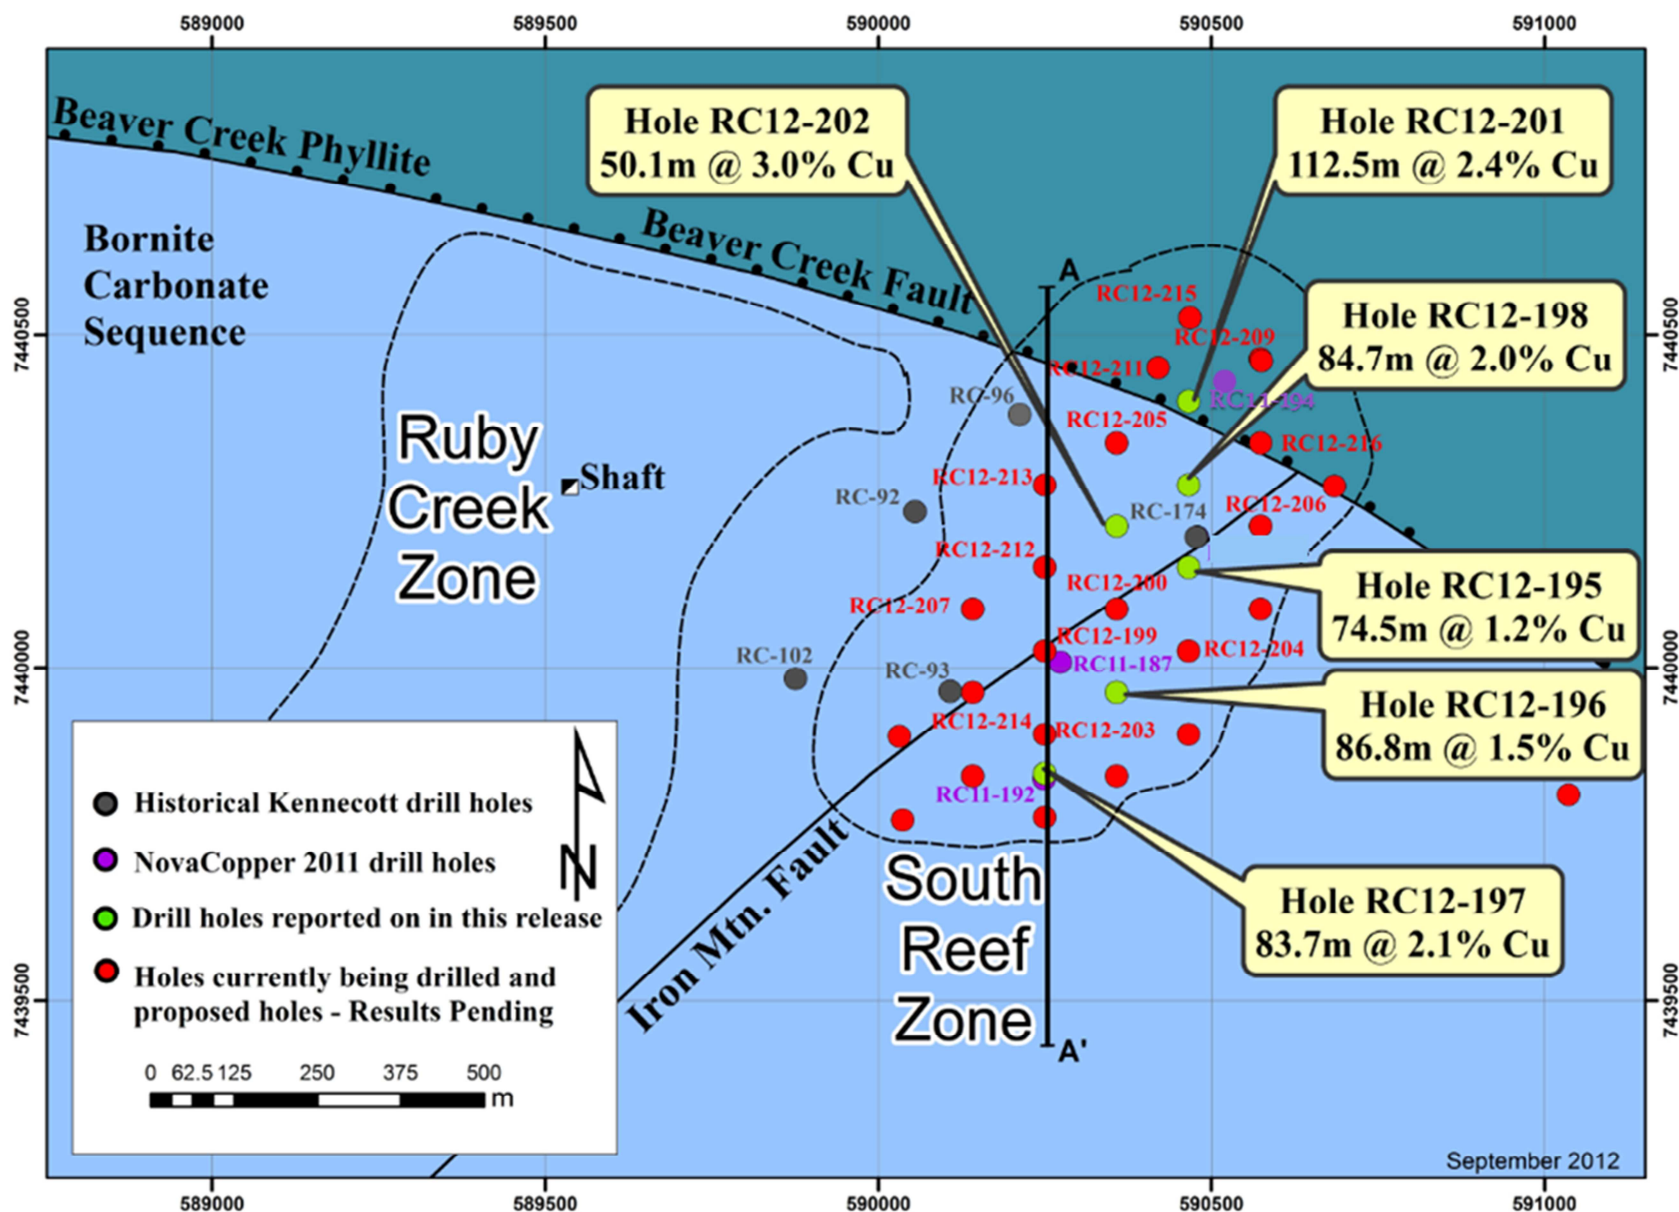 589000
589500
590000
590500
591000
Beaver Creek Phyllite
Hole RC12-202
50.1m @ 3.0% Cu
Hole RC12-201
112.5m @ 2.4% Cu
Bornite
Carbonate
Sequence
Beaver Creek Fault
A
RC12-215
7440500
7440500
RC12-209
Hole RC12-198
84.7m @ 2.0% Cu
RC12-211
RC-96
RC11-194
RC12-205
RC12-216
Ruby
Creek
Zone
Shaft
RC12-213
RC-92
RC-174
RC12-206
RC12-212
RC12-200
Hole RC12-195
74.5m @ 1.2% Cu
RC12-207
RC12-199
RC12-204
RC-102
RC-93
RC11-187
7440000
7440000
Hole RC12-196
86.8m @ 1.5% Cu
RC12-214
RC12-203
RC11-192
Iron Mtn. Fault
South
Reef
Zone
Hole RC12-197
83.7m @ 2.1% Cu
Historical Kennecott drill holes
NovaCopper 2011 drill holes
Drill holes reported on in this release
Holes currently being drilled and
proposed holes - Results Pending
N
7439500
7439500
A'
0 62.5 125 250 375 500
m
September 2012
589000
589500
590000
590500
591000